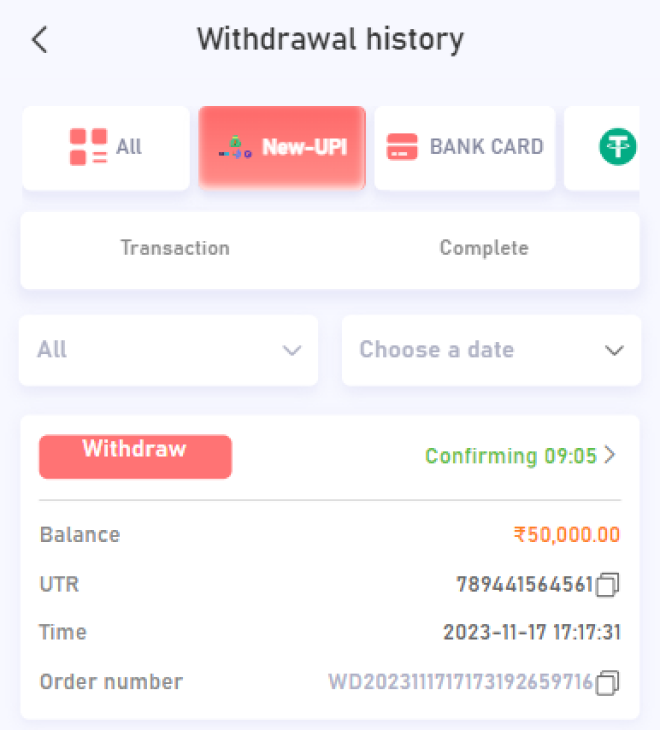 Withdrawal history
All New-UPI BANK CARD
Transaction Complete
All Choose a date
Withdraw Confirming 09:05
Balance ₹50,000.00
UTR 789441564561
Time 2023-11-17 17:17:31
Order number WD2023111717173192659716